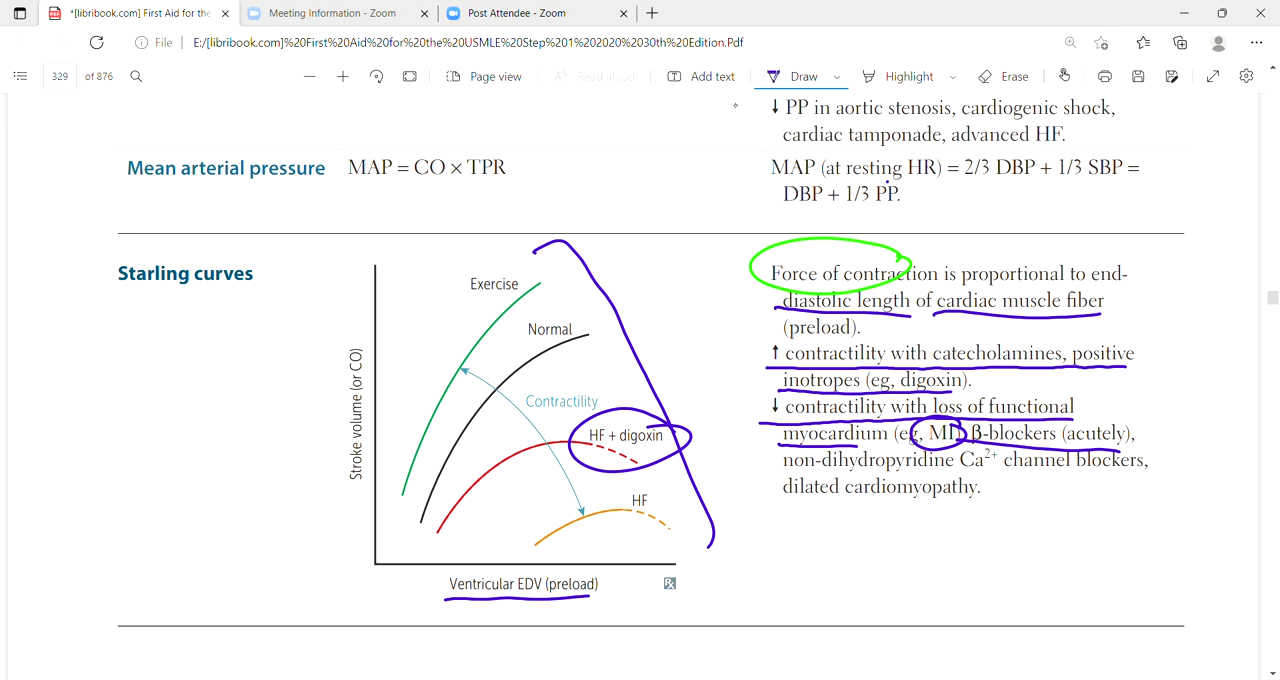 *[libribook.com] First Aid for the
Meeting Information - Zoom
Post Attendee - Zoom
File
E:/[libribook.com]%20First%20Aid%20for%20the%20USMLE%20Step%201%202020%2030th%20Edition.Pdf
329
of 876
Page view
Read aloud
Add text
Draw
Highlight
Erase
↓ PP in aortic stenosis, cardiogenic shock,
cardiac tamponade, advanced HF.
Mean arterial pressure
MAP = CO × TPR
MAP (at resting HR) = 2/3 DBP + 1/3 SBP =
DBP + 1/3 PP.
Starling curves
Exercise
Normal
Contractility
HF + digoxin
HF
Stroke volume (or CO)
Ventricular EDV (preload)
Rx
Force of contraction is proportional to end-
diastolic length of cardiac muscle fiber
(preload).
↑ contractility with catecholamines, positive
inotropes (eg, digoxin).
↓ contractility with loss of functional
myocardium (eg, MI), β-blockers (acutely),
non-dihydropyridine Ca2+ channel blockers,
dilated cardiomyopathy.